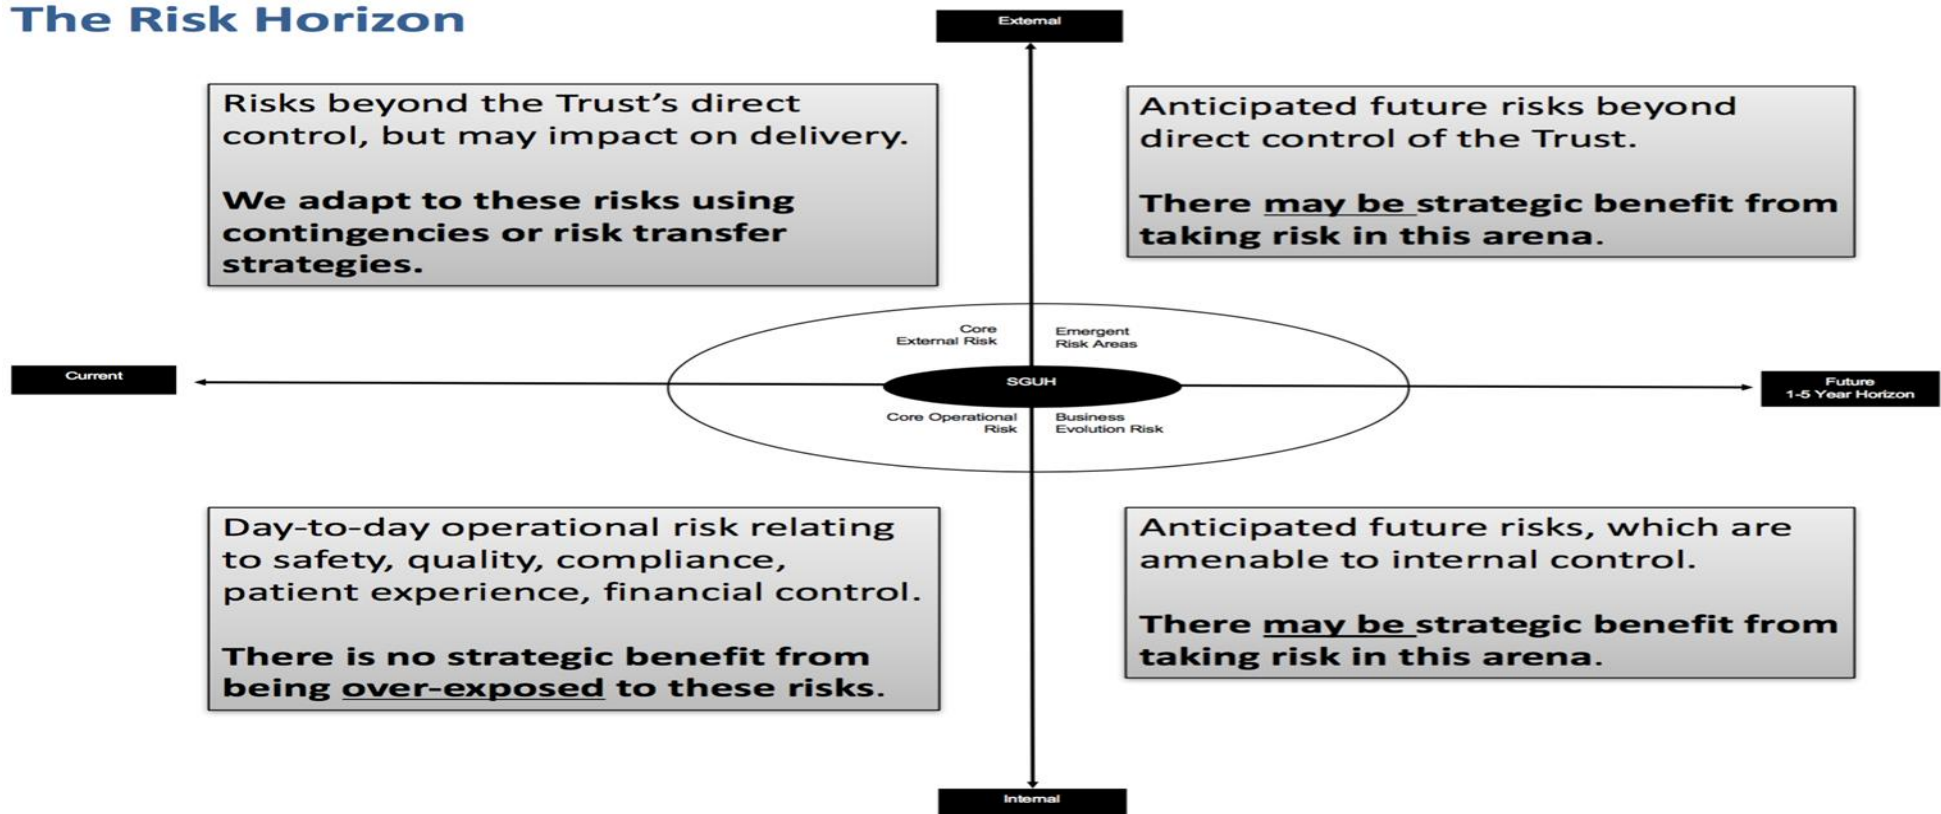 The Risk Horizon
External
Risks beyond the Trust’s direct
control, but may impact on delivery.
We adapt to these risks using
contingencies or risk transfer
strategies.
Anticipated future risks beyond
direct control of the Trust.
There may be strategic benefit from
taking risk in this arena.
Core
External Risk
Emergent
Risk Areas
Current
SGUH
Future
1-5 Year Horizon
Core Operational
Risk
Business
Evolution Risk
Day-to-day operational risk relating
to safety, quality, compliance,
patient experience, financial control.
There is no strategic benefit from
being over-exposed to these risks.
Anticipated future risks, which are
amenable to internal control.
There may be strategic benefit from
taking risk in this arena.
Internal